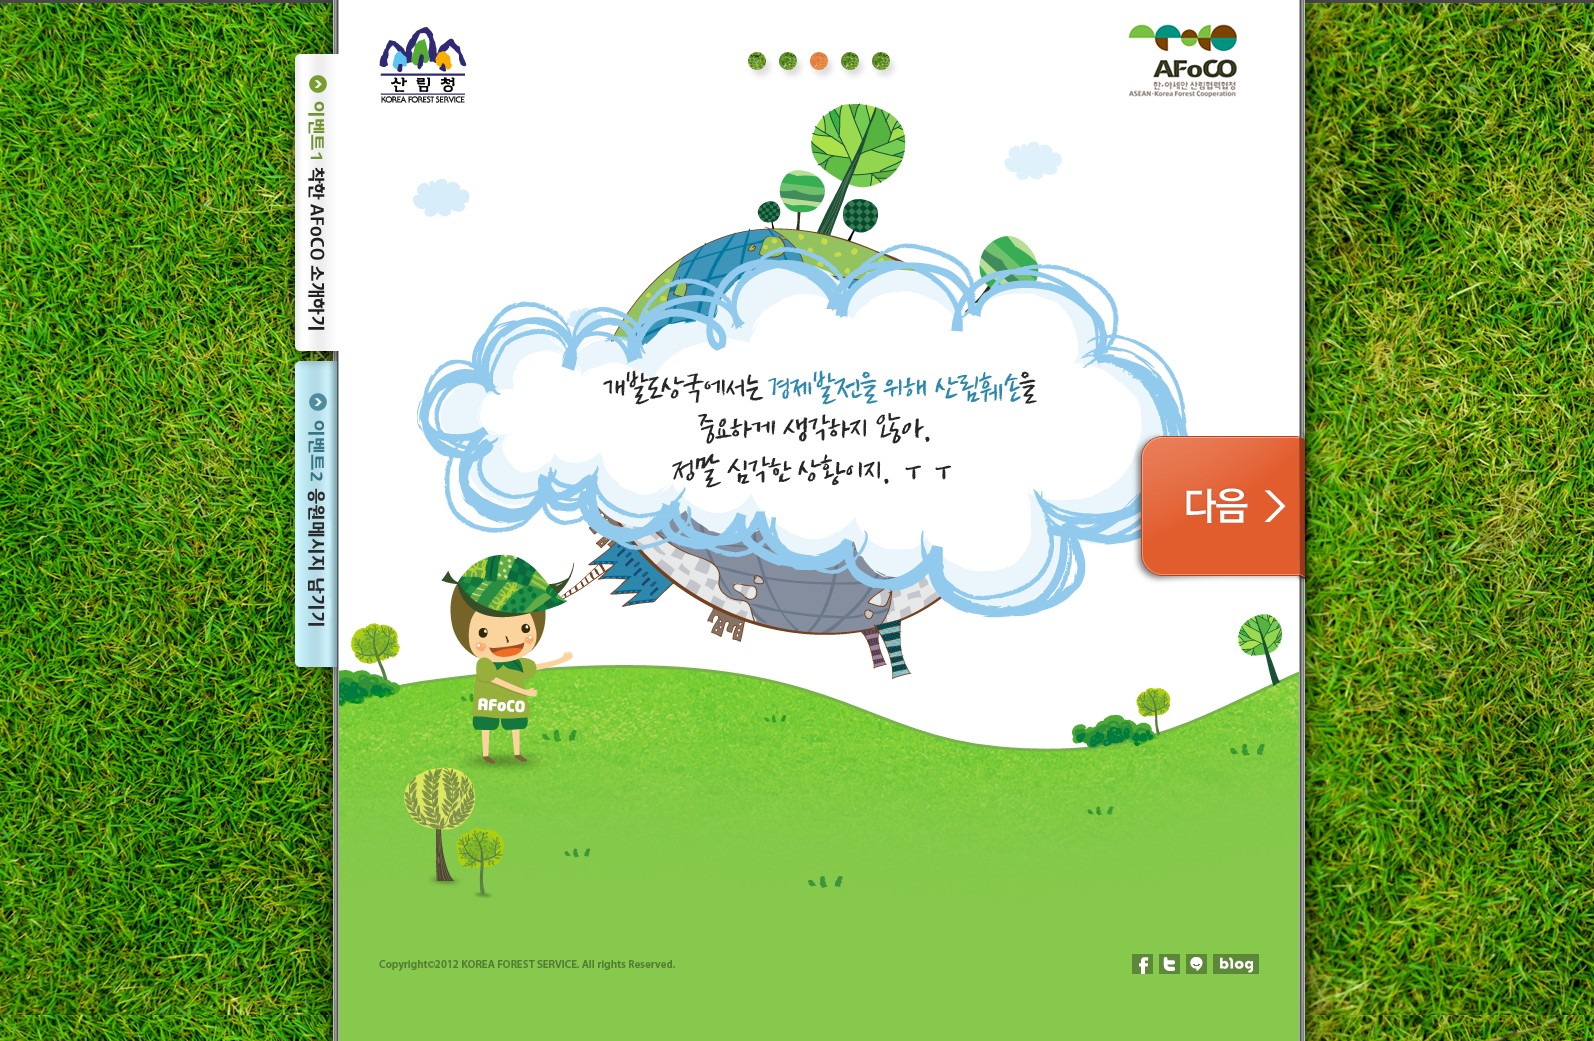 산림청
KOREA FOREST SERVICE
AFoCO
한·아세안 산림협력협정
ASEAN-Korea Forest Cooperation
이벤트1 착한 AFoCO 소개하기
이벤트2 응원메시지 남기기
개발도상국에서는 경제발전을 위해 산림훼손을
중요하게 생각하지 않아.
정말 심각한 상황이지. ㅜ ㅜ
다음
AFoCO
Copyright©2012 KOREA FOREST SERVICE. All rights Reserved.
blog